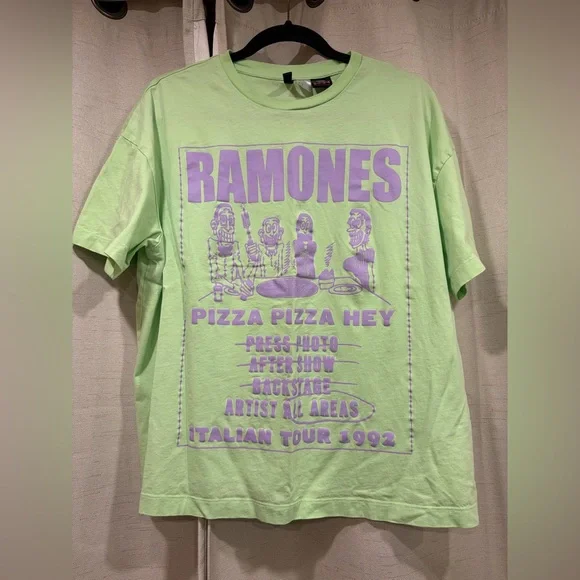 RAMONES
PIZZA PIZZA HEY
PRESS PHOTO
AFTER SHOW
BACKSTAGE
ARTIST ALL AREAS
ITALIAN TOUR 1992